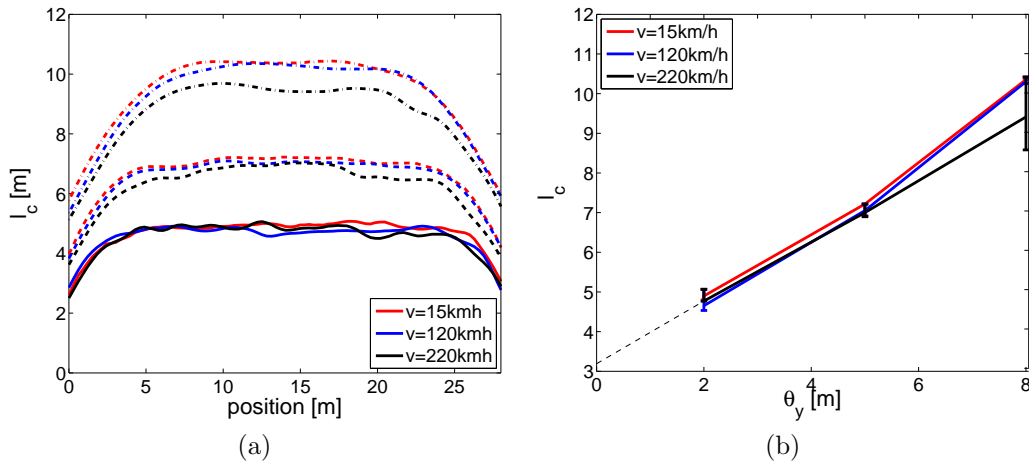 12
10
8
6
4
2
0
l_c [m]
v=15kmh
v=120kmh
v=220kmh
0 5 10 15 20 25
position [m]
(a)
12
11
10
9
8
7
6
5
4
3
l_c
v=15km/h
v=120km/h
v=220km/h
0 2 4 6 8
θ_y [m]
(b)